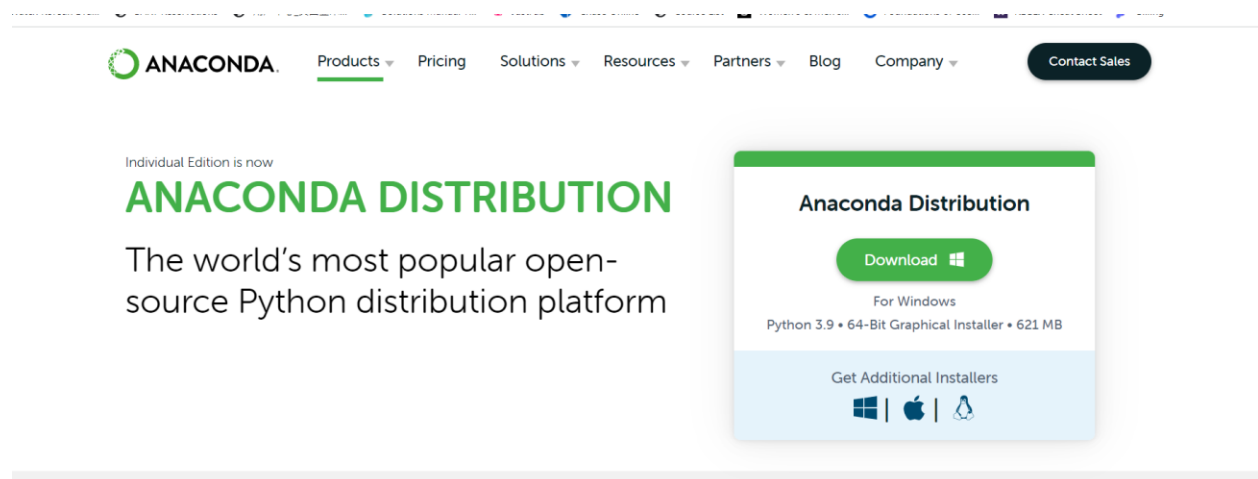 ANACONDA.
Products Pricing Solutions Resources Partners Blog Company Contact Sales
Individual Edition is now
ANACONDA DISTRIBUTION
The world's most popular open-
source Python distribution platform
Anaconda Distribution
Download
For Windows
Python 3.9 • 64-Bit Graphical Installer • 621 MB
Get Additional Installers
| |